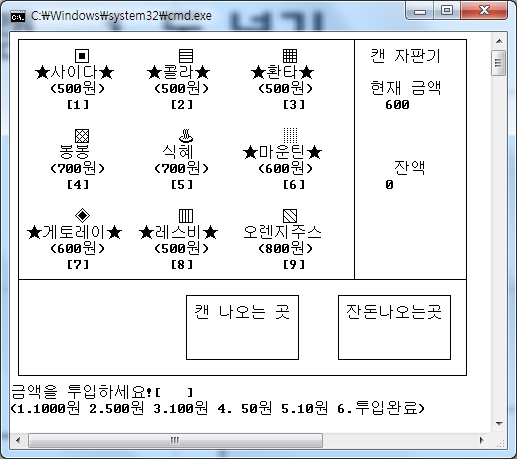 C:\Windows\system32\cmd.exe
캔 자판기
★사이다★ ★콜라★ ★환타★
(500원) (500원) (500원)
[1] [2] [3]
현재 금액
600
봉봉 식혜 ★마운틴★
(700원) (700원) (600원)
[4] [5] [6]
잔액
0
★게토레이★ ★레스비★ 오렌지주스
(600원) (500원) (800원)
[7] [8] [9]
캔 나오는 곳 잔돈나오는곳
금액을 투입하세요![ ]
(1.1000원 2.500원 3.100원 4. 50원 5.10원 6.투입완료)